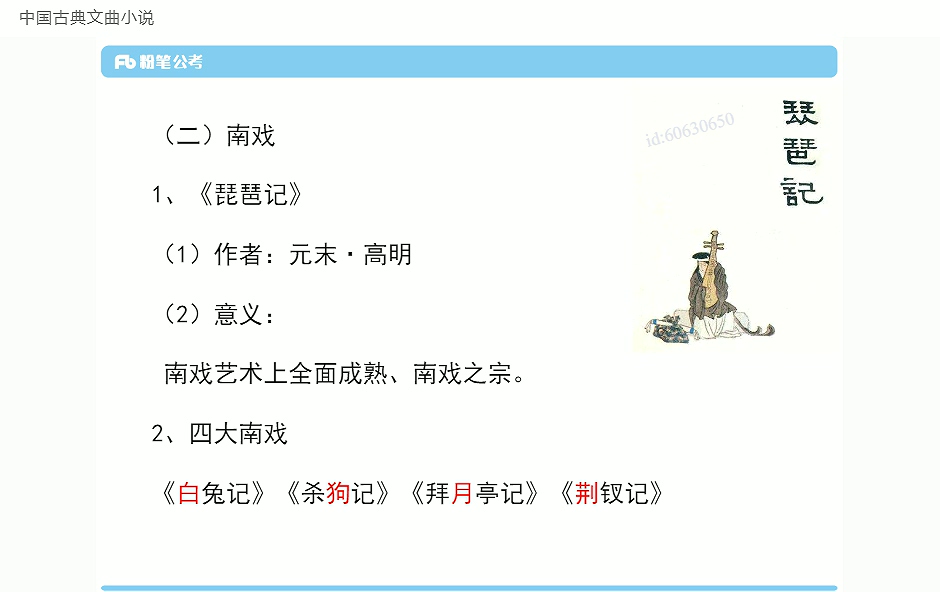 中国古典文曲小说
Fb 粉笔公考
（二）南戏
id:60630650
琵琶記
1、《琵琶记》
（1）作者：元末·高明
（2）意义：
南戏艺术上全面成熟、南戏之宗。
2、四大南戏
《白兔记》《杀狗记》《拜月亭记》《荆钗记》